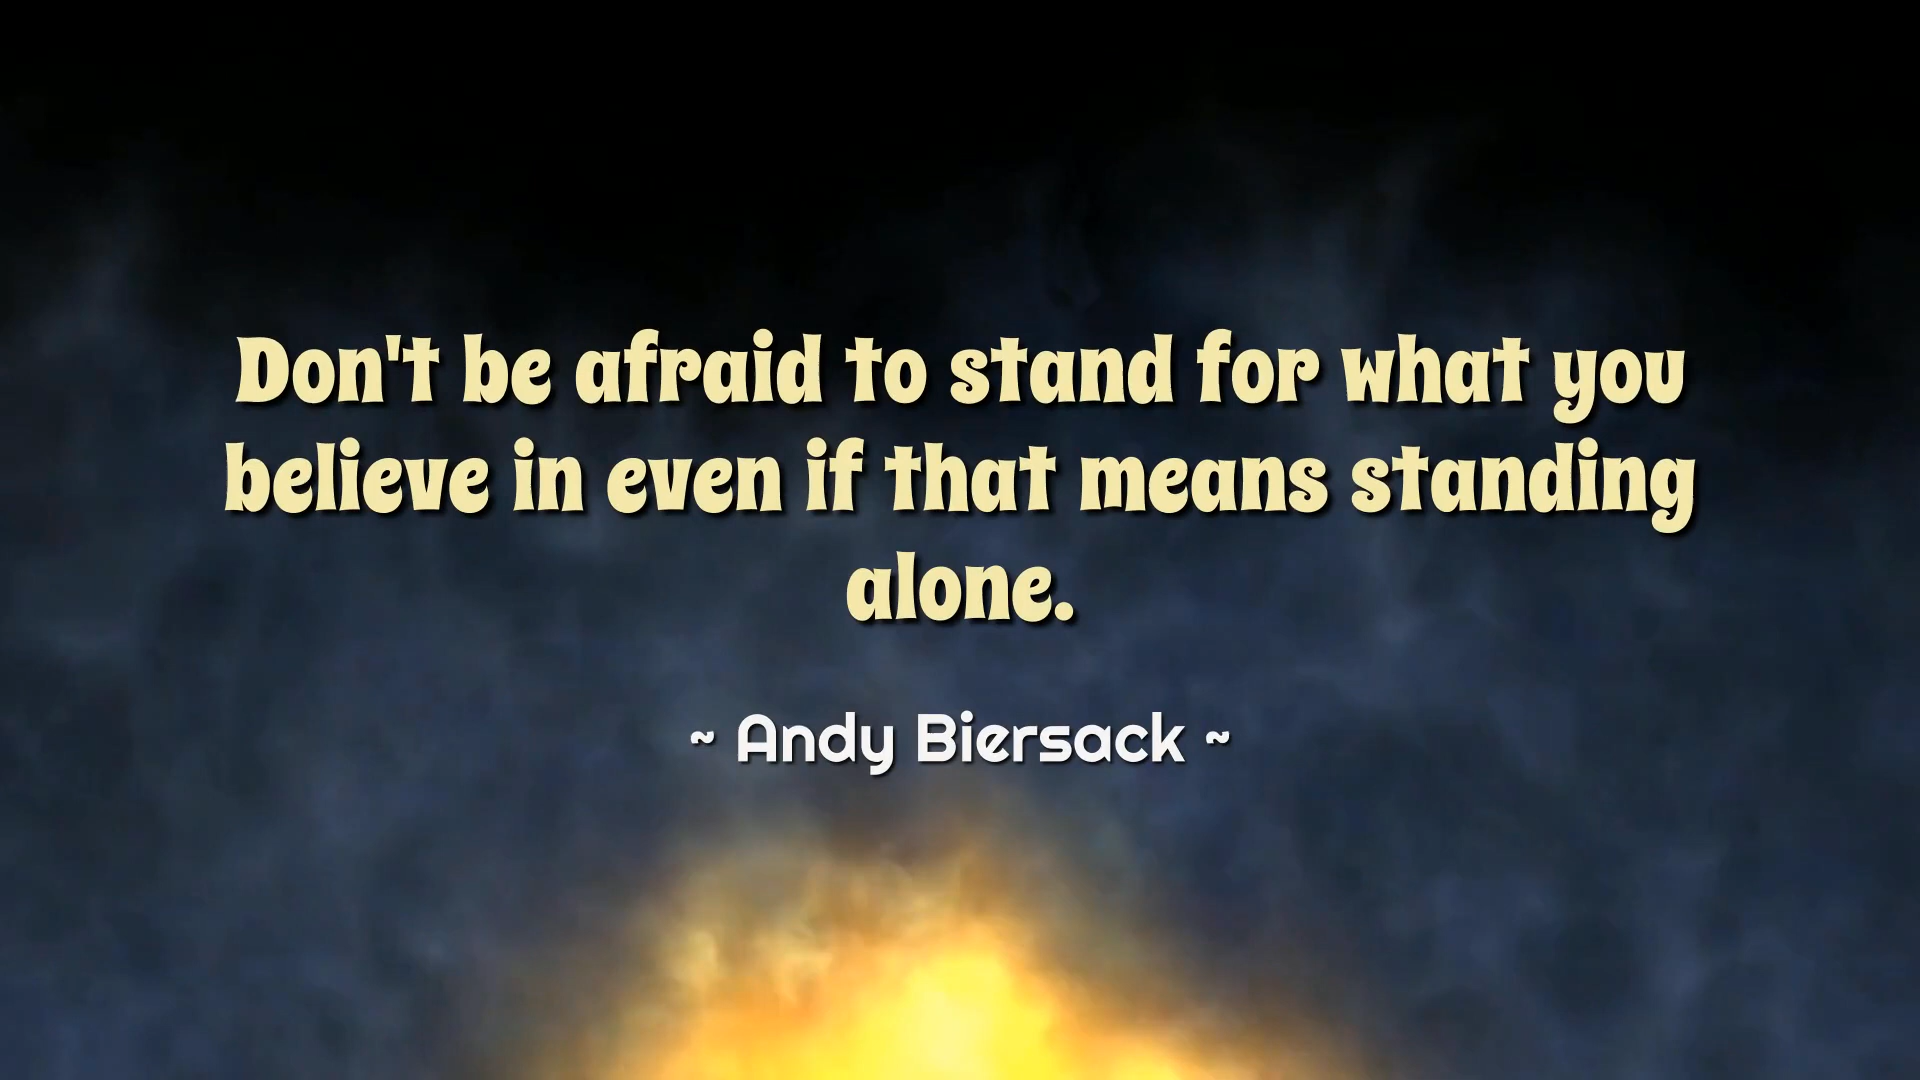 Don't be afraid to stand for what you
believe in even if that means standing
alone.
~ Andy Biersack ~